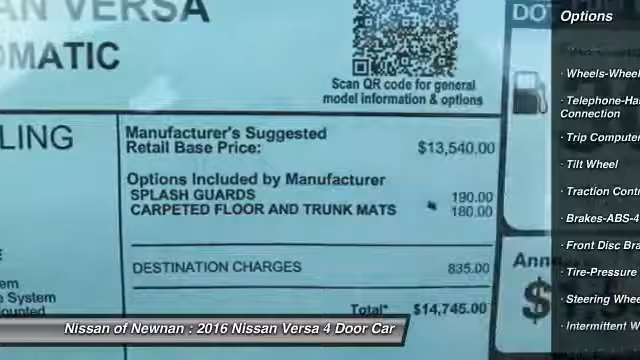 AN VERSA
OMATIC
Scan QR code for general
model information & options
LING
Manufacturer's Suggested
Retail Base Price: $13,540.00
Options Included by Manufacturer
SPLASH GUARDS 190.00
CARPETED FLOOR AND TRUNK MATS 180.00
DESTINATION CHARGES 835.00
Total* $14,745.00
e System
DO
Ann
Nissan of Newnan : 2016 Nissan Versa 4 Door Car
Options
· Wheels-Wheel
· Telephone-Ha
Connection
· Trip Computer
· Tilt Wheel
· Traction Contr
· Brakes-ABS-4
· Front Disc Bra
· Tire-Pressure
· Steering Whee
· Intermittent W